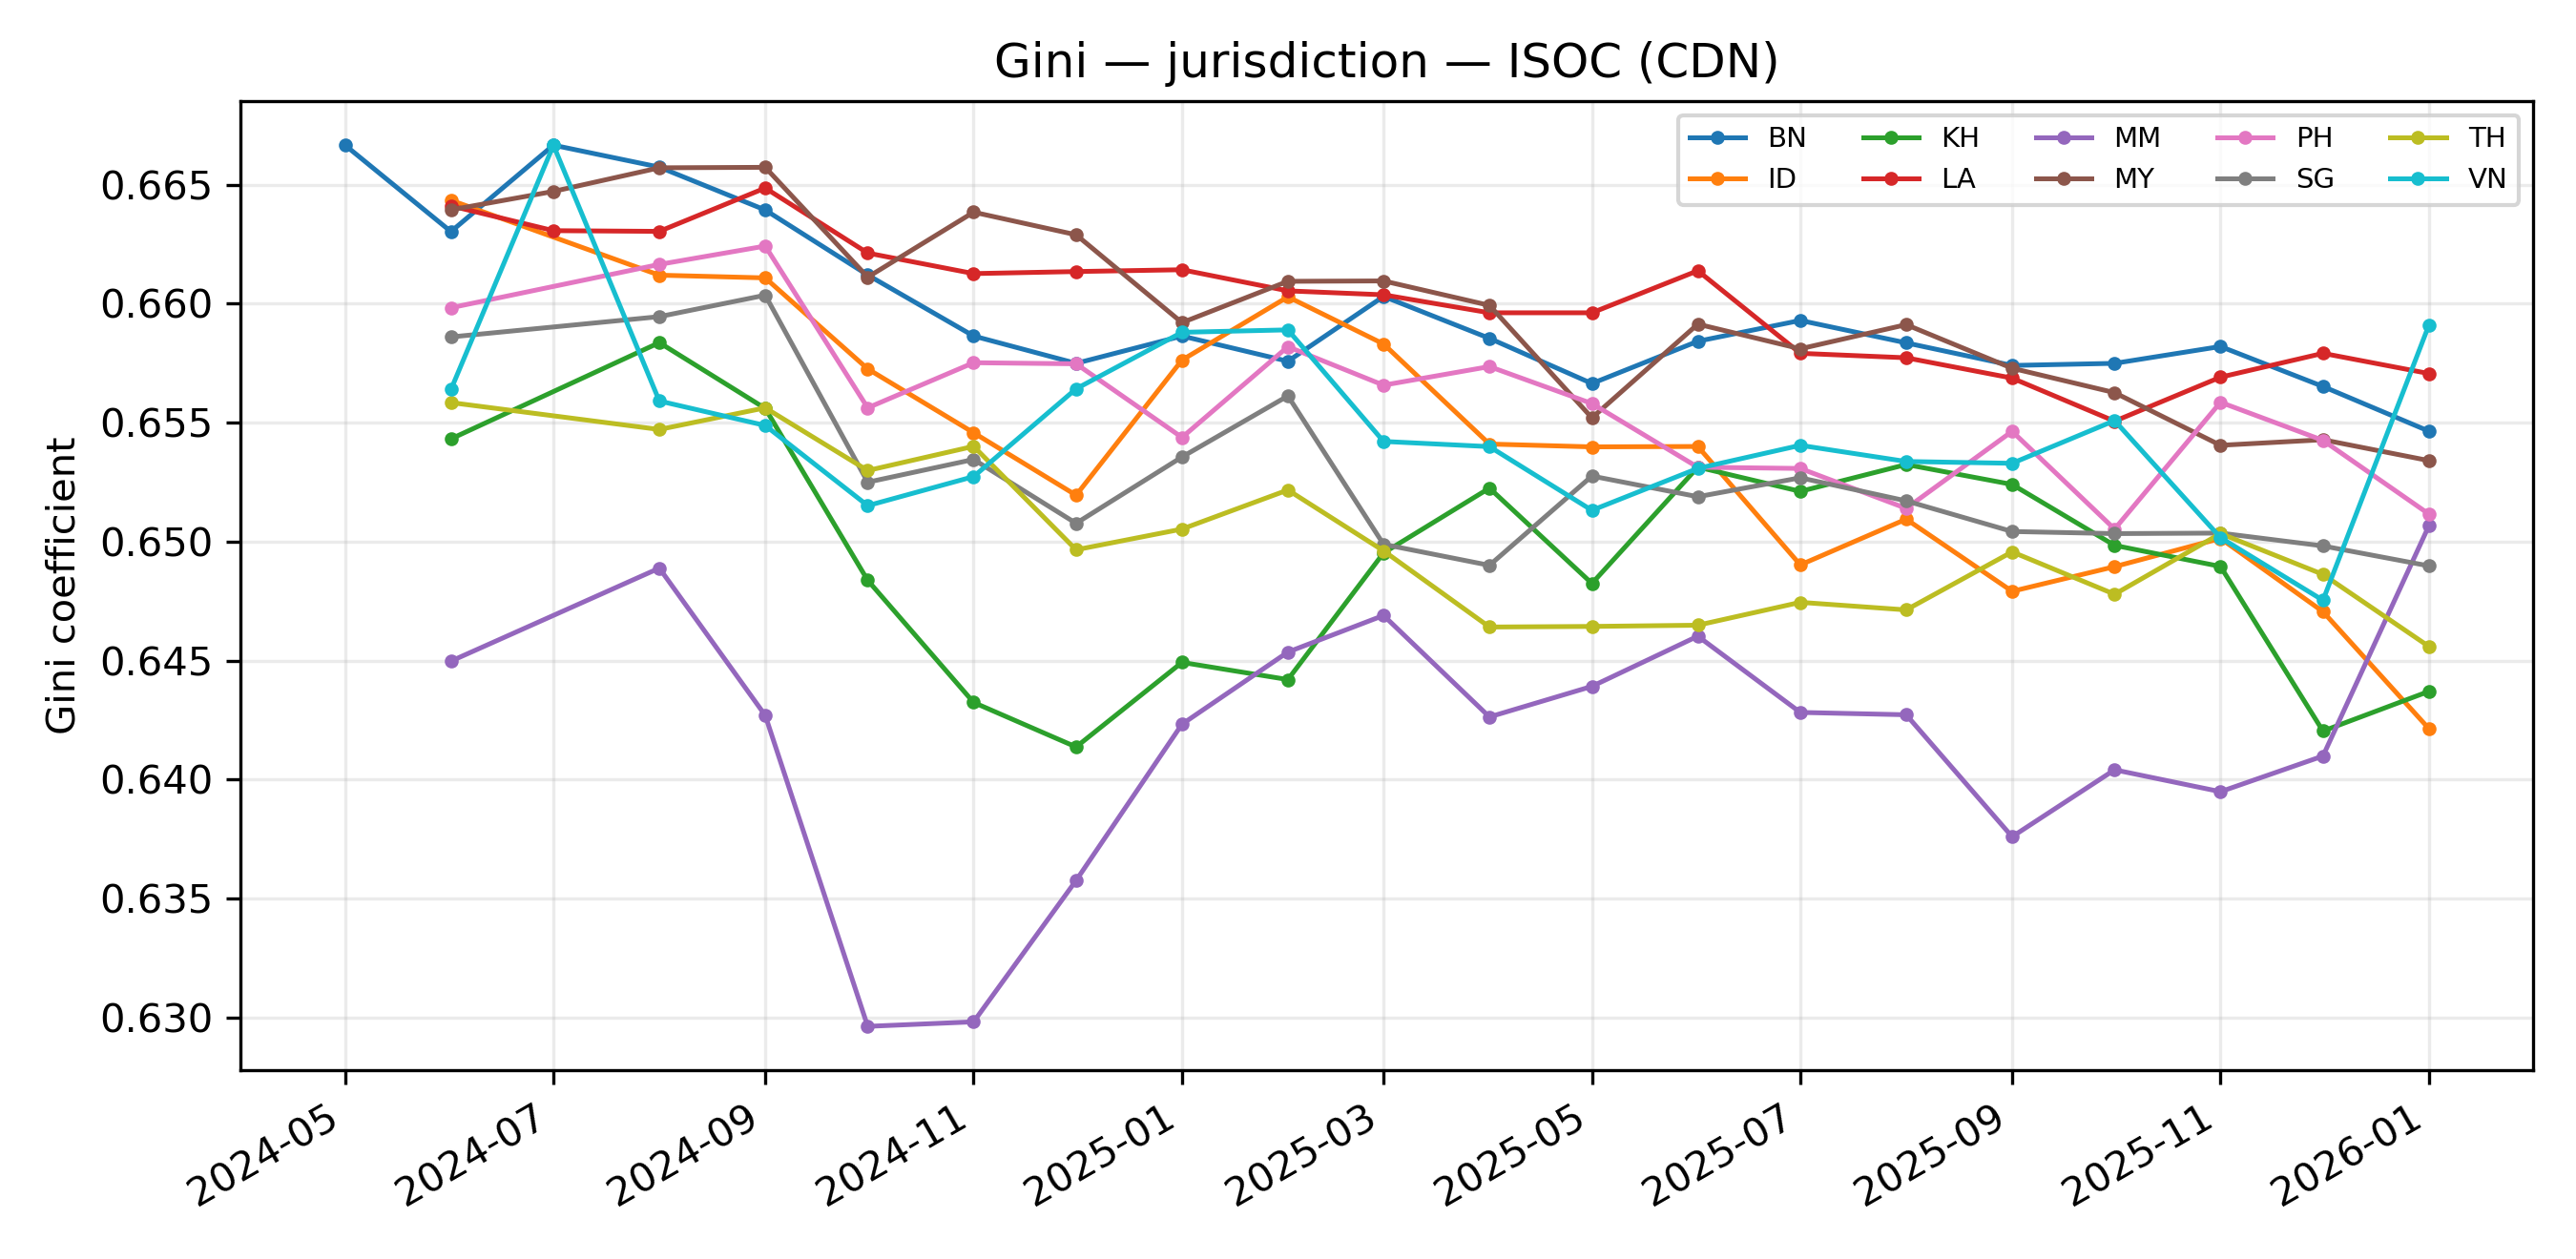 Gini — jurisdiction — ISOC (CDN)
BN KH MM PH TH
ID LA MY SG VN
Gini coefficient
0.665
0.660
0.655
0.650
0.645
0.640
0.635
0.630
2024-05 2024-07 2024-09 2024-11 2025-01 2025-03 2025-05 2025-07 2025-09 2025-11 2026-01